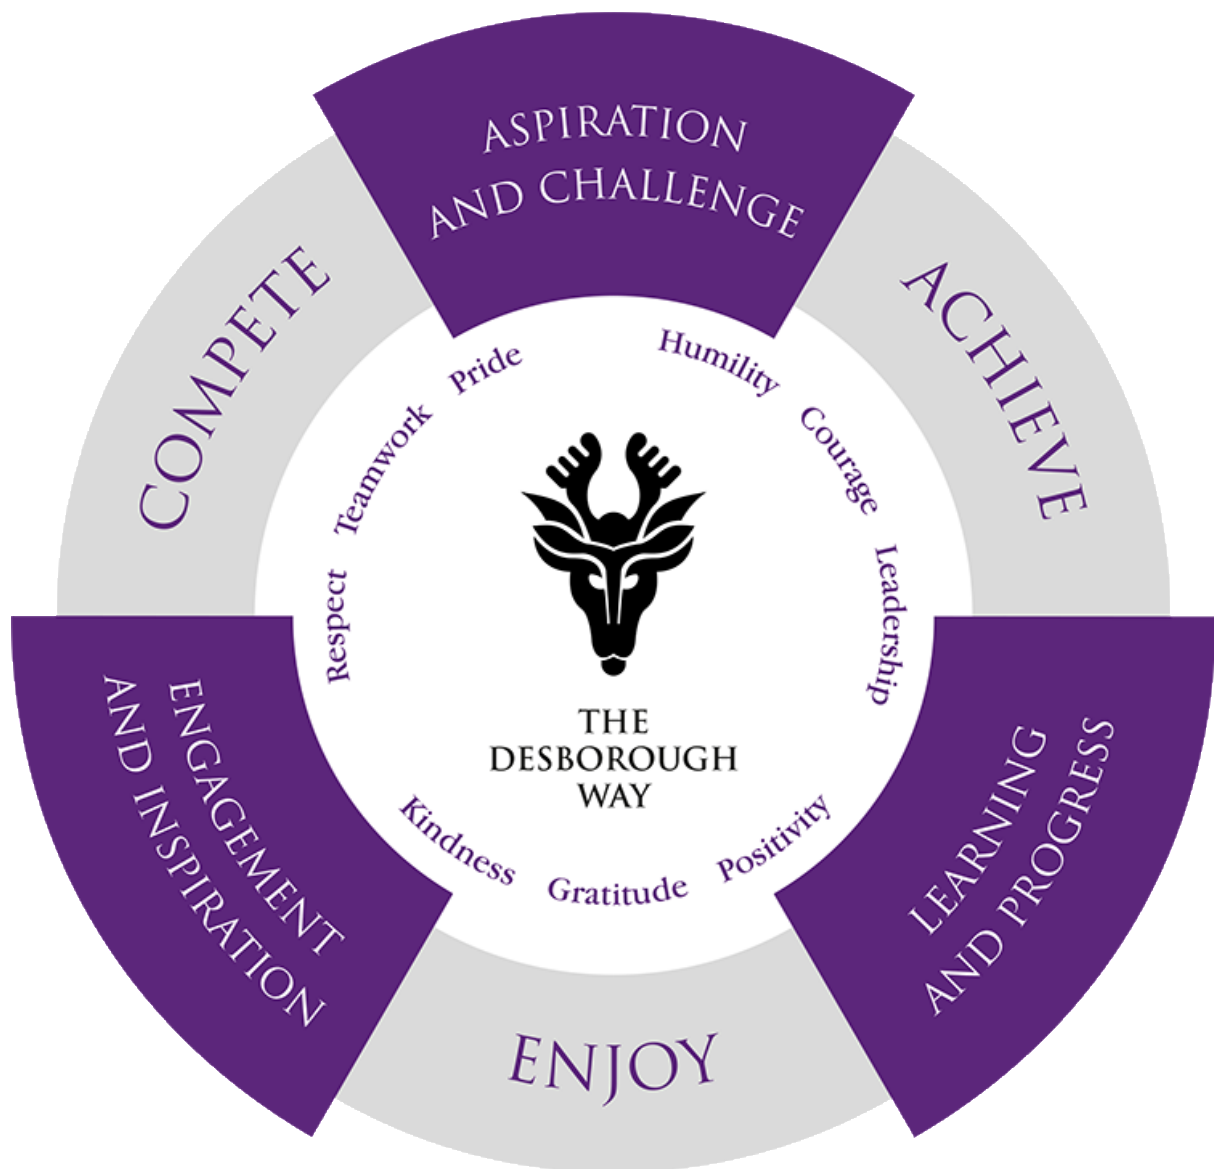 ASPIRATION
AND CHALLENGE
ACHIEVE
LEARNING
AND PROGRESS
ENJOY
ENGAGEMENT
AND INSPIRATION
COMPETE
Pride
Humility
Courage
Leadership
Positivity
Gratitude
Kindness
Respect
Teamwork
THE
DESBOROUGH
WAY